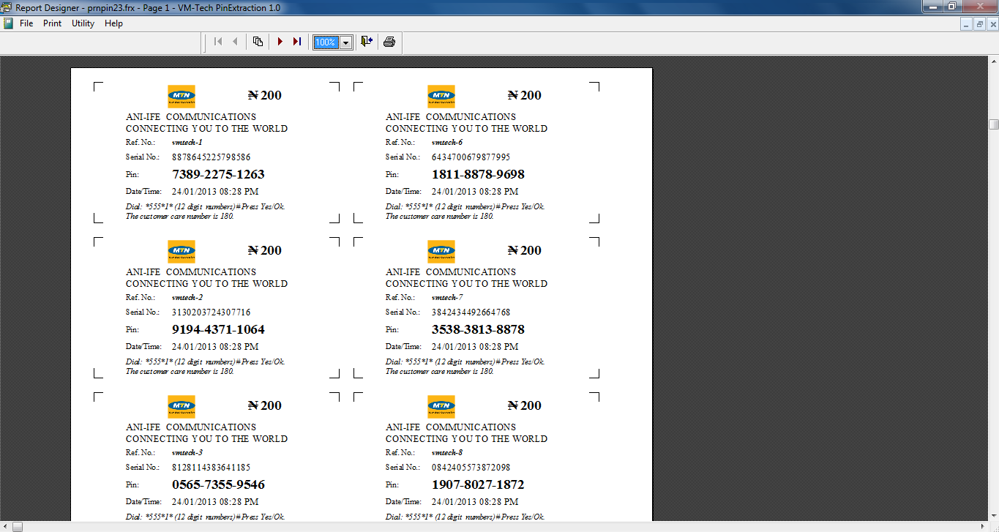 Report Designer - prnpin23.frx - Page 1 - VM-Tech PinExtraction 1.0
File Print Utility Help
100%
MTN ₦ 200
ANI-IFE COMMUNICATIONS
CONNECTING YOU TO THE WORLD
Ref. No.: vmtech-1
Serial No.: 8878645225798586
Pin: 7389-2275-1263
Date/Time: 24/01/2013 08:28 PM
Dial: *555*1* (12 digit numbers)#Press Yes/Ok.
The customer care number is 180.
MTN ₦ 200
ANI-IFE COMMUNICATIONS
CONNECTING YOU TO THE WORLD
Ref. No.: vmtech-6
Serial No.: 6434700679877995
Pin: 1811-8878-9698
Date/Time: 24/01/2013 08:28 PM
Dial: *555*1* (12 digit numbers)#Press Yes/Ok.
The customer care number is 180.
MTN ₦ 200
ANI-IFE COMMUNICATIONS
CONNECTING YOU TO THE WORLD
Ref. No.: vmtech-2
Serial No.: 3130203724307716
Pin: 9194-4371-1064
Date/Time: 24/01/2013 08:28 PM
Dial: *555*1* (12 digit numbers)#Press Yes/Ok.
The customer care number is 180.
MTN ₦ 200
ANI-IFE COMMUNICATIONS
CONNECTING YOU TO THE WORLD
Ref. No.: vmtech-7
Serial No.: 3842434492664768
Pin: 3538-3813-8878
Date/Time: 24/01/2013 08:28 PM
Dial: *555*1* (12 digit numbers)#Press Yes/Ok.
The customer care number is 180.
MTN ₦ 200
ANI-IFE COMMUNICATIONS
CONNECTING YOU TO THE WORLD
Ref. No.: vmtech-3
Serial No.: 8128114383641185
Pin: 0565-7355-9546
Date/Time: 24/01/2013 08:28 PM
Dial: *555*1* (12 digit numbers)#Press Yes/Ok.
MTN ₦ 200
ANI-IFE COMMUNICATIONS
CONNECTING YOU TO THE WORLD
Ref. No.: vmtech-8
Serial No.: 0842405573872098
Pin: 1907-8027-1872
Date/Time: 24/01/2013 08:28 PM
Dial: *555*1* (12 digit numbers)#Press Yes/Ok.